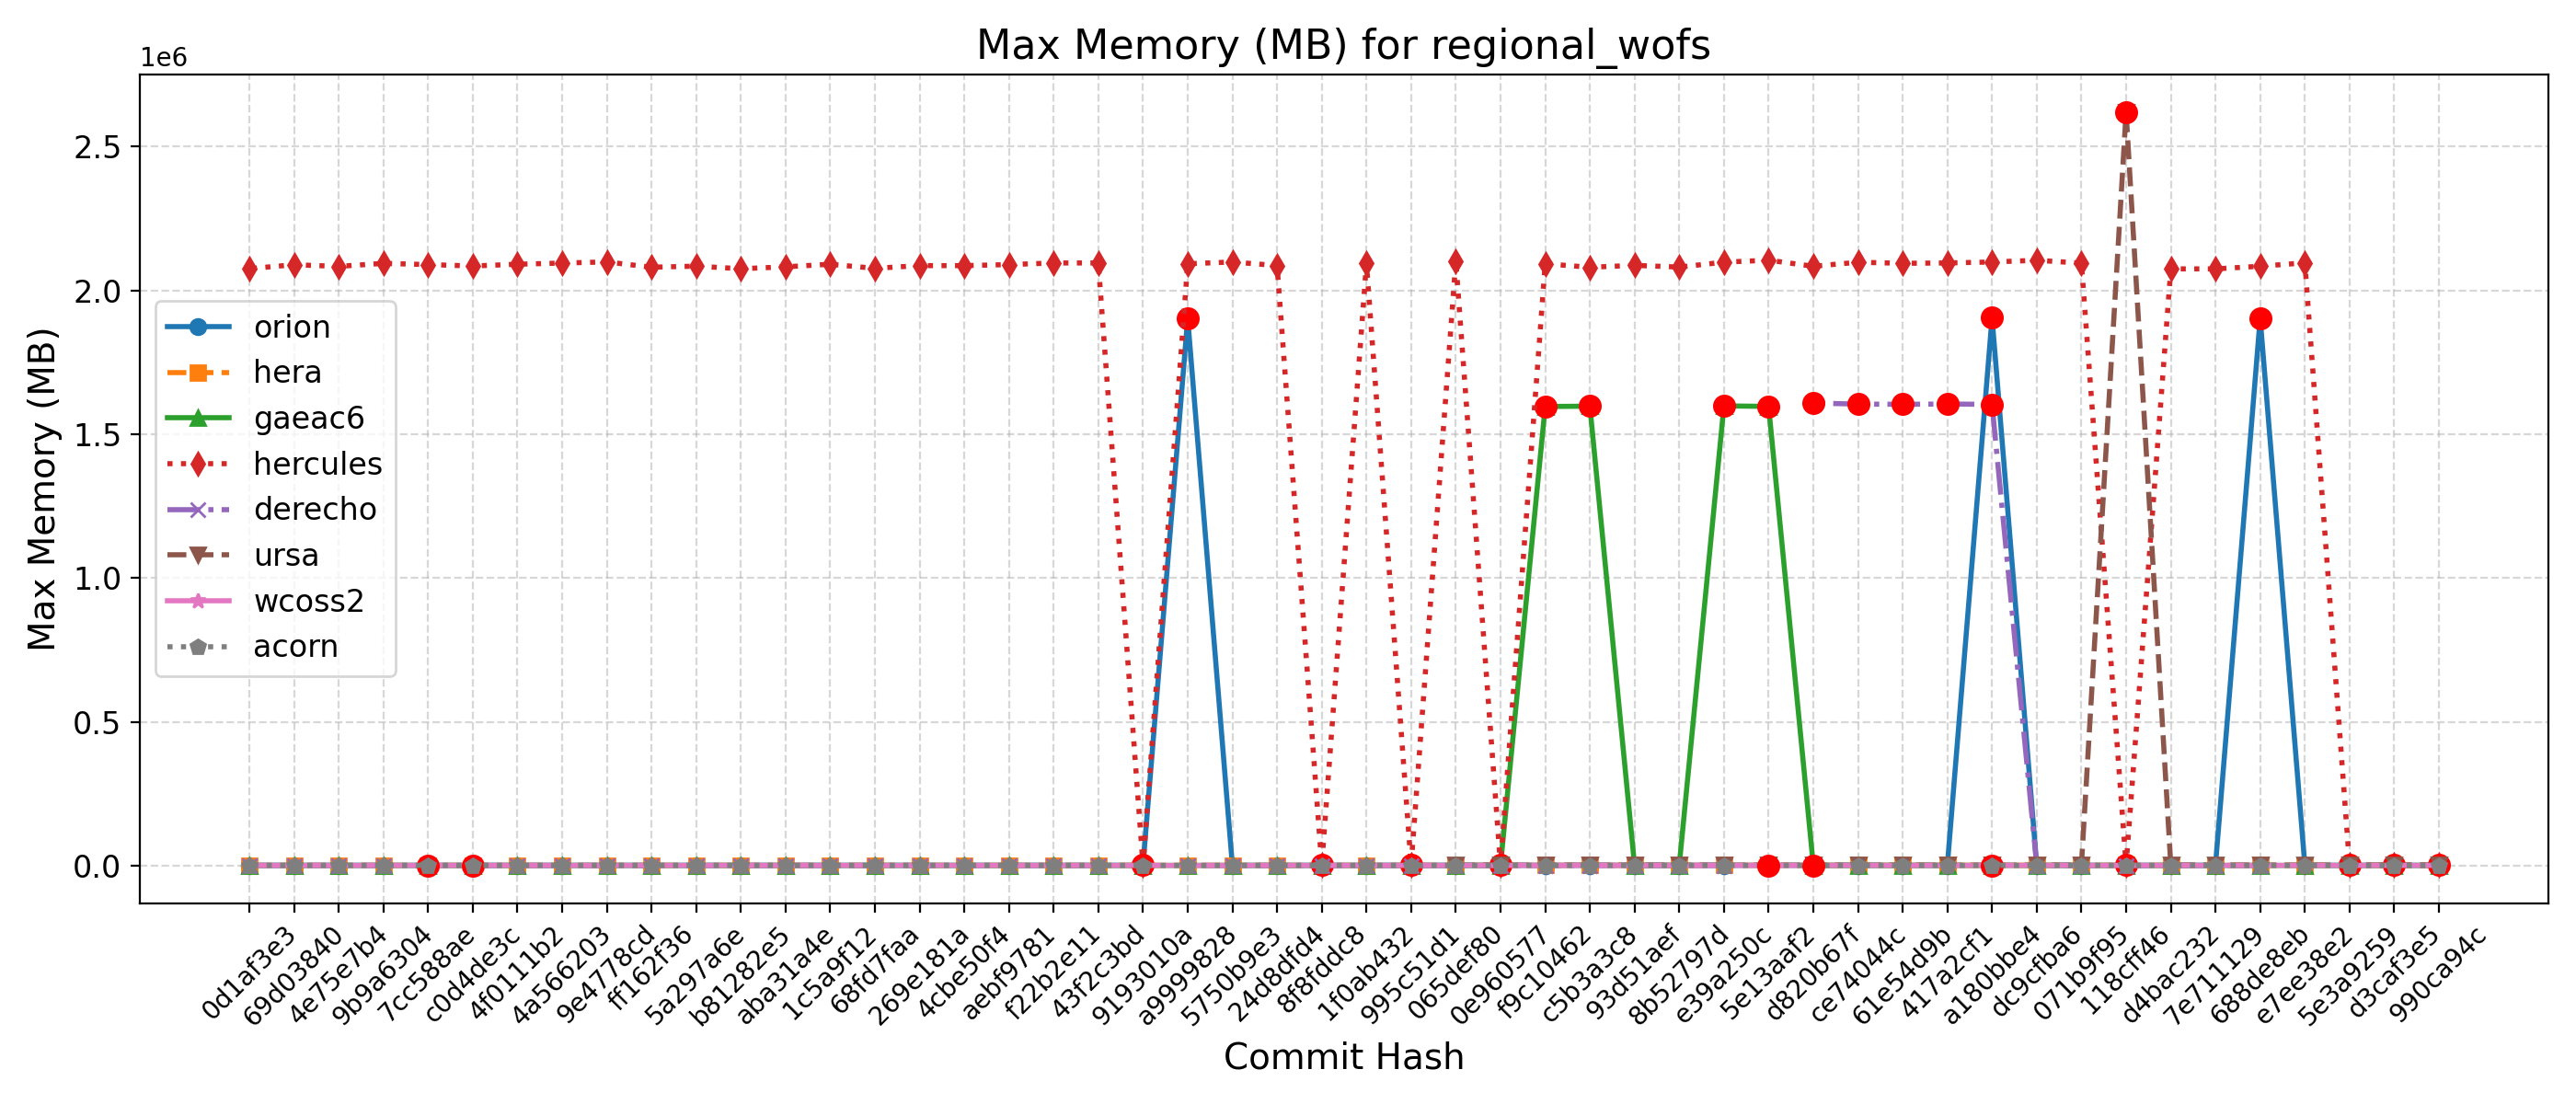 Max Memory (MB) for regional_wofs
1e6
2.5
2.0
1.5
1.0
0.5
0.0
Max Memory (MB)
orion
hera
gaeac6
hercules
derecho
ursa
wcoss2
acorn
0d1af3e3
69d03840
4e75e7b4
9b9a6304
7cc588ae
c0d4de3c
4f0111b2
4a566203
9e4778cd
ff162f36
5a297a6e
b81282e5
aba31a4e
1c5a9f12
68fd7faa
269e181a
4cbe50f4
aebf9781
f22b2e11
43f2c3bd
9193010a
a9999828
5750b9e3
24d8dfd4
8f8fddc8
1f0ab432
995c51d1
065def80
0e960577
f9c10462
c5b3a3c8
93d51aef
8b52797d
e39a250c
5e13aaf2
d820b67f
ce74044c
61e54d9b
417a2cf1
a180bbe4
dc9cfba6
071b9f95
118cff46
d4bac232
7e711129
688de8eb
e7ee38e2
5e3a9259
d3caf3e5
990ca94c
Commit Hash